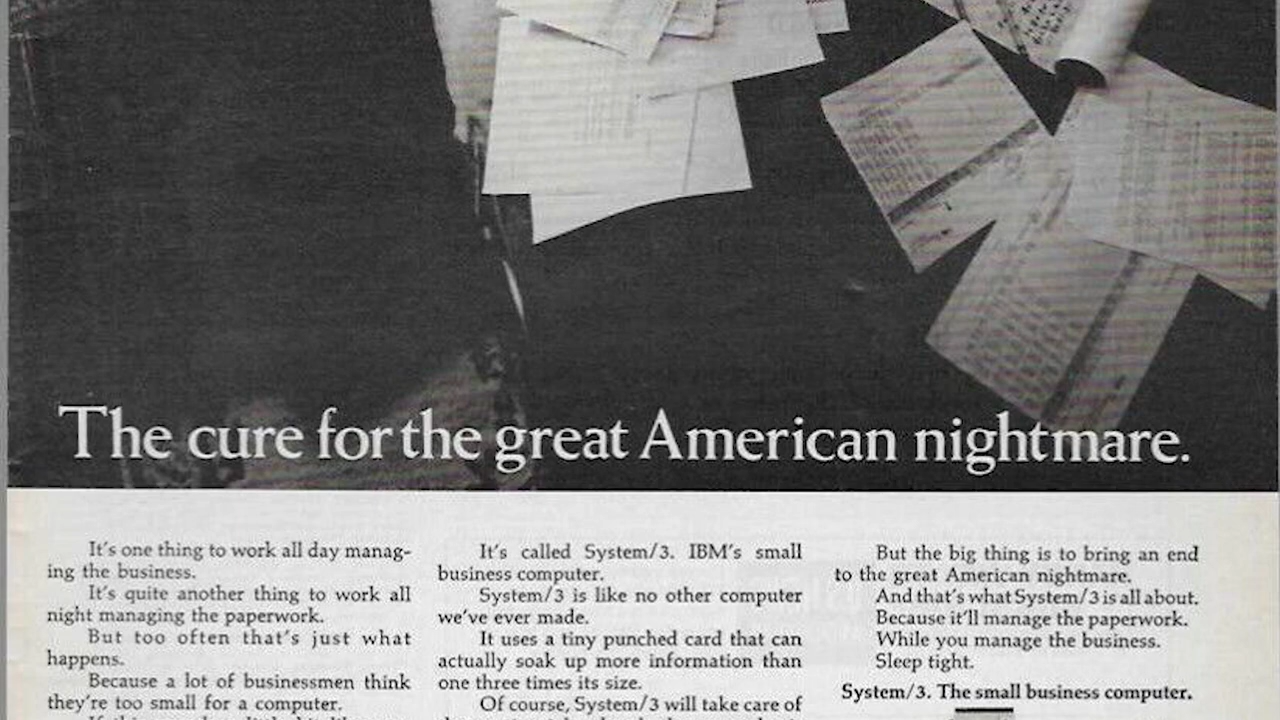 The cure for the great American nightmare.
It's one thing to work all day manag-
ing the business.
It's quite another thing to work all
night managing the paperwork.
But too often that's just what
happens.
Because a lot of businessmen think
they're too small for a computer.
It's called System/3. IBM's small
business computer.
System/3 is like no other computer
we've ever made.
It uses a tiny punched card that can
actually soak up more information than
one three times its size.
Of course, System/3 will take care of
But the big thing is to bring an end
to the great American nightmare.
And that's what System/3 is all about.
Because it'll manage the paperwork.
While you manage the business.
Sleep tight.
System/3. The small business computer.